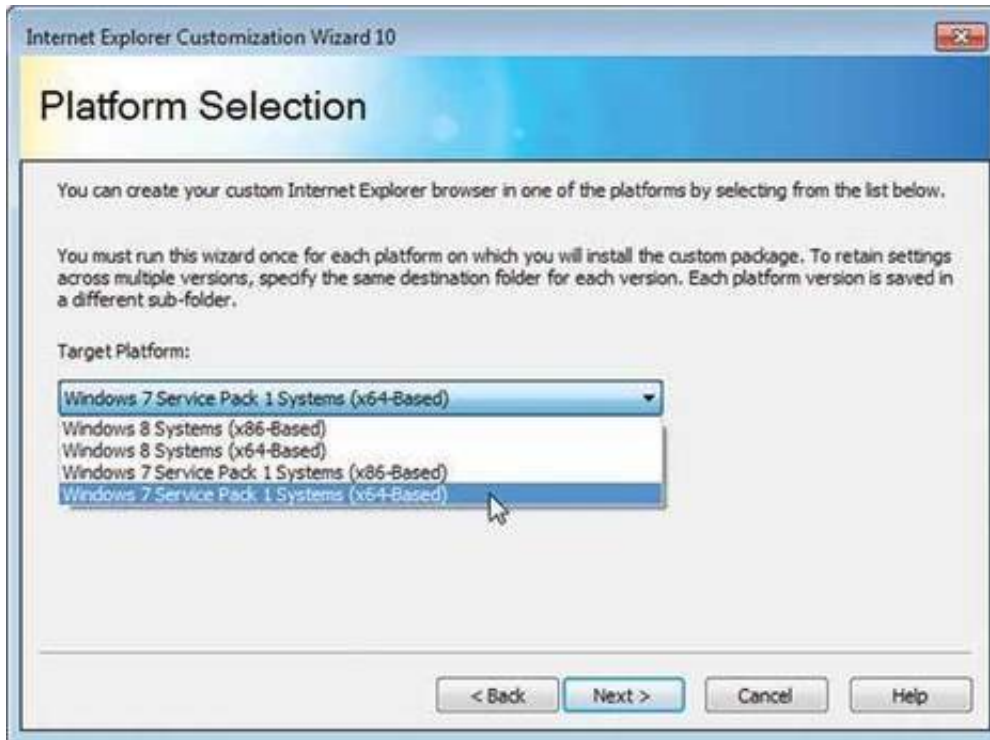 Internet Explorer Customization Wizard 10
Platform Selection
You can create your custom Internet Explorer browser in one of the platforms by selecting from the list below.
You must run this wizard once for each platform on which you will install the custom package. To retain settings
across multiple versions, specify the same destination folder for each version. Each platform version is saved in
a different sub-folder.
Target Platform:
Windows 7 Service Pack 1 Systems (x64-Based)
Windows 8 Systems (x86-Based)
Windows 8 Systems (x64-Based)
Windows 7 Service Pack 1 Systems (x86-Based)
Windows 7 Service Pack 1 Systems (x64-Based)
< Back Next > Cancel Help